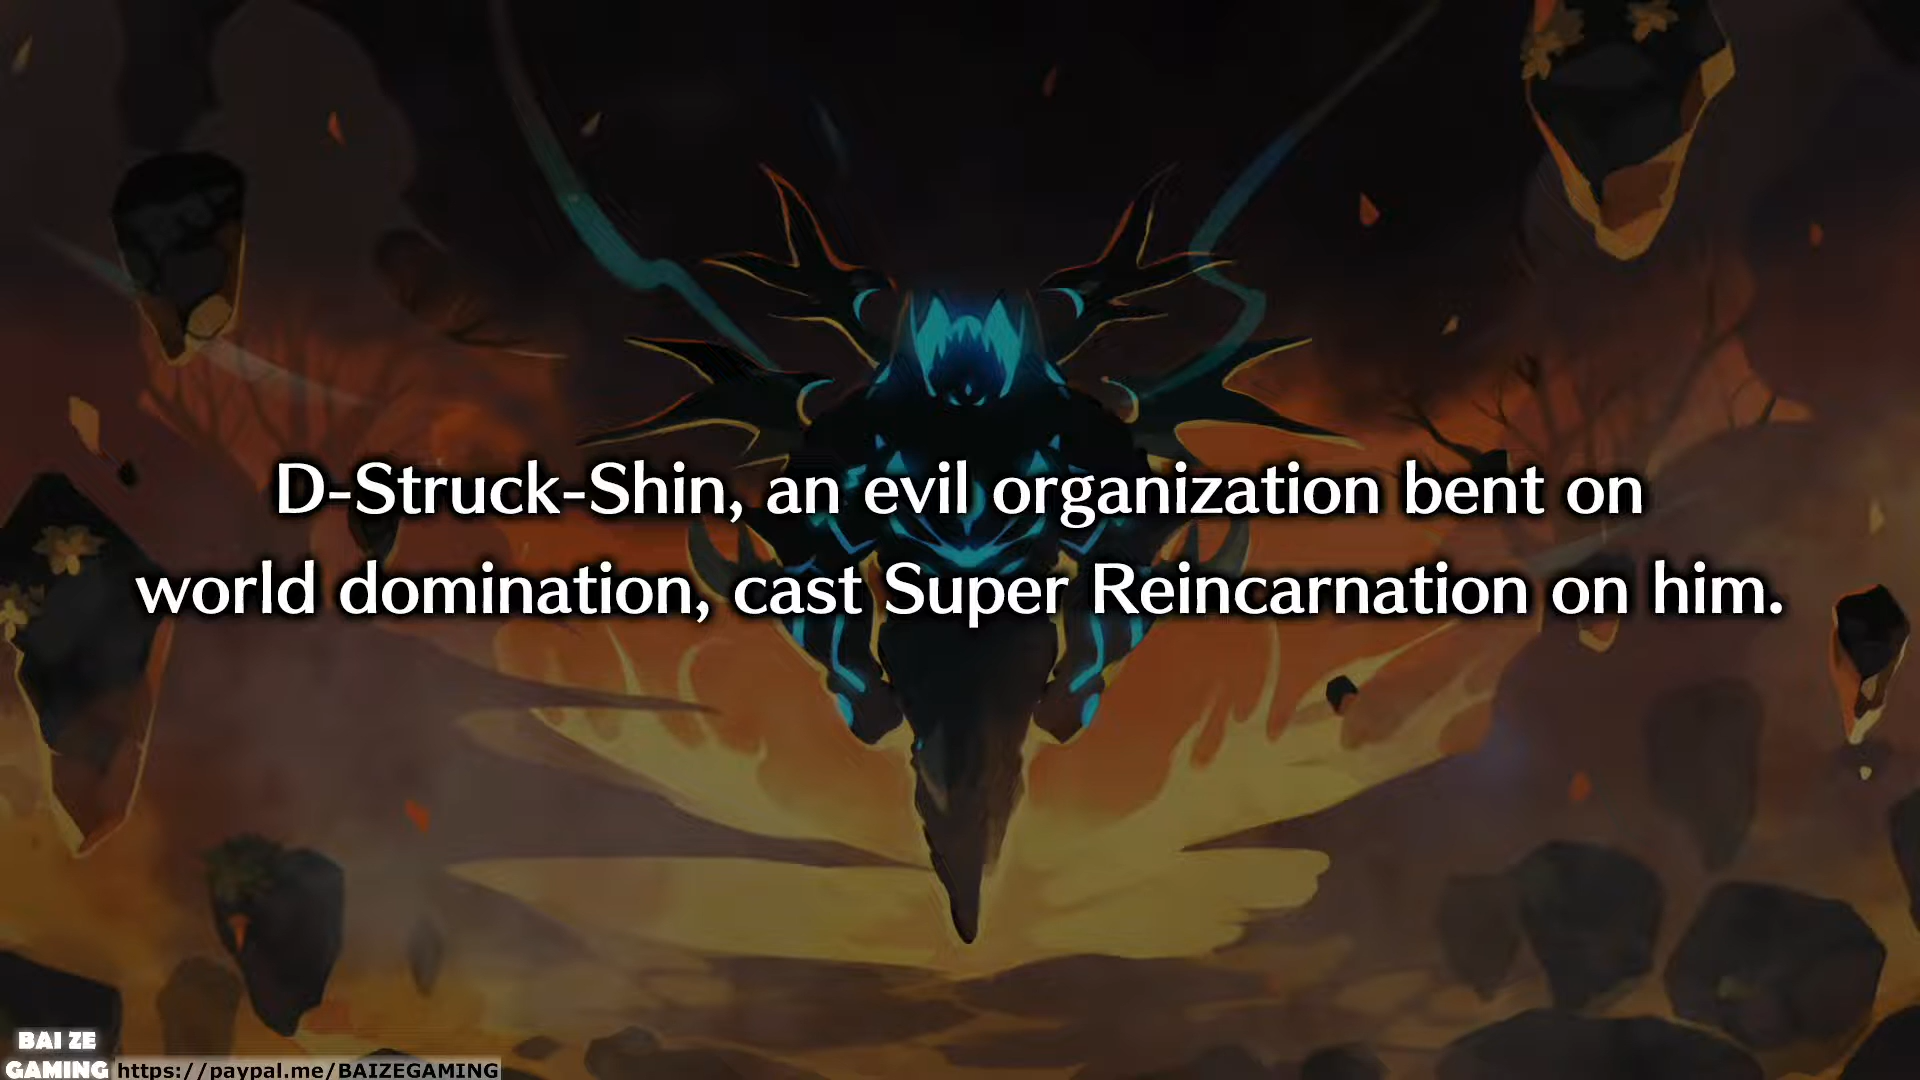 D-Struck-Shin, an evil organization bent on
world domination, cast Super Reincarnation on him.
BAI ZE
GAMING https://paypal.me/BAIZEGAMING